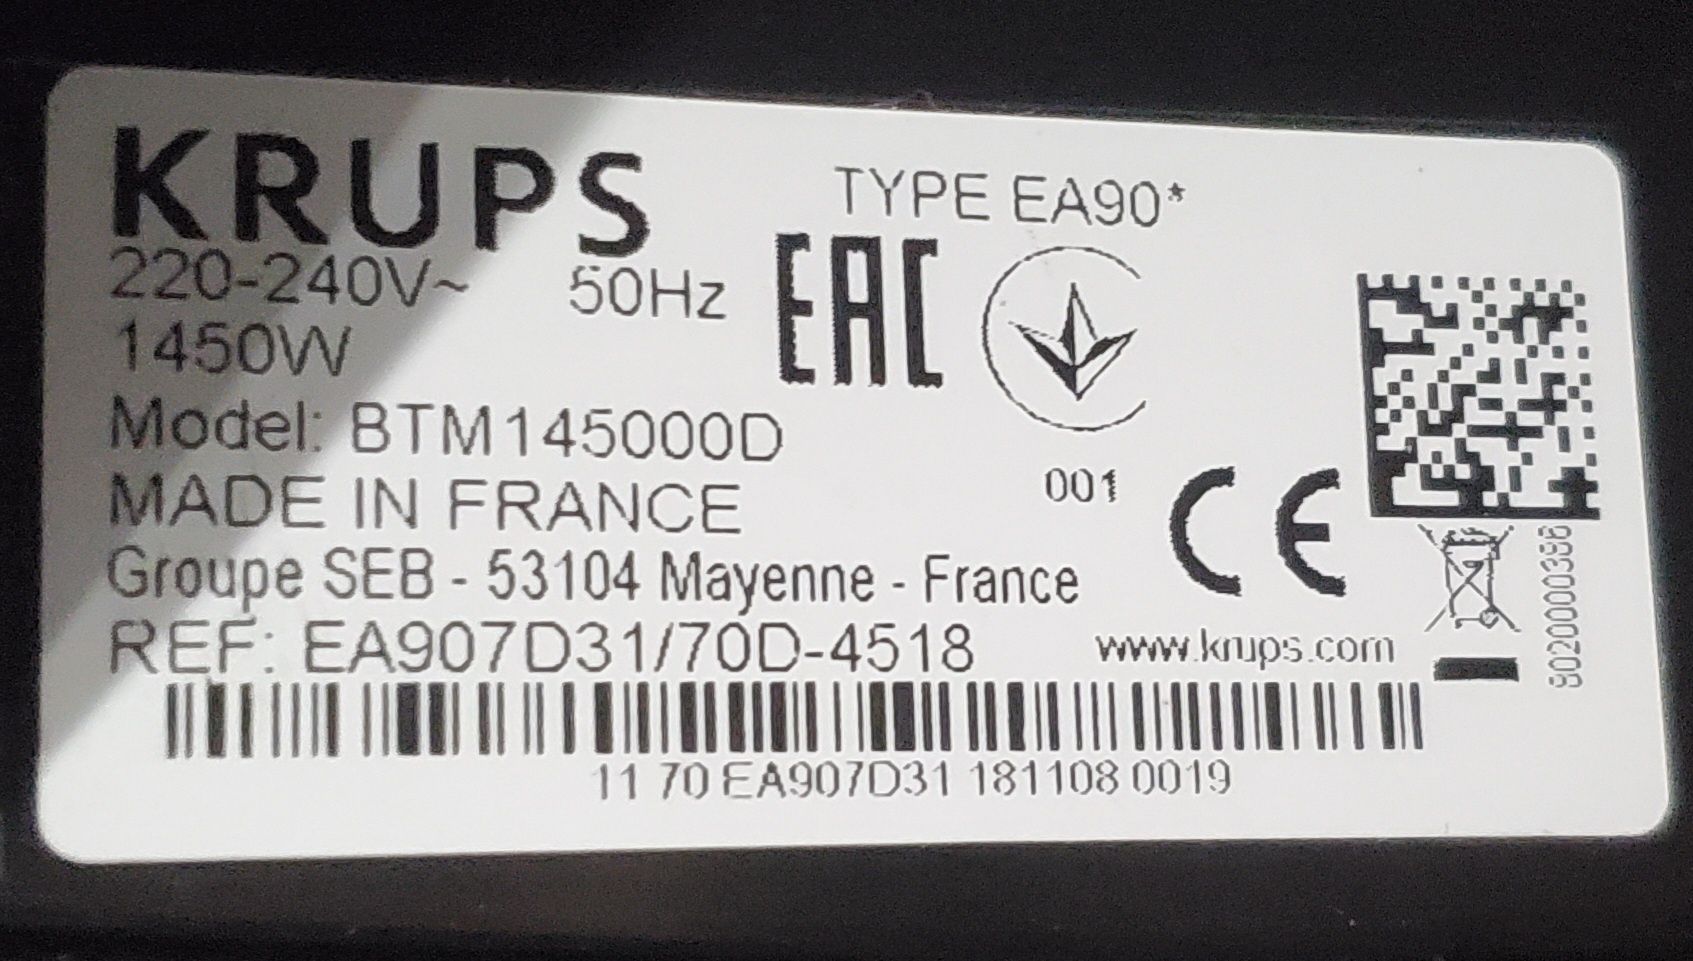 KRUPS
TYPE EA90*
220-240V~ 50Hz
1450W
EAC
Model: BTM145000D
MADE IN FRANCE
001
CE
Groupe SEB - 53104 Mayenne - France
REF: EA907D31/70D-4518
www.krups.com
11 70 EA907D31 181108 0019